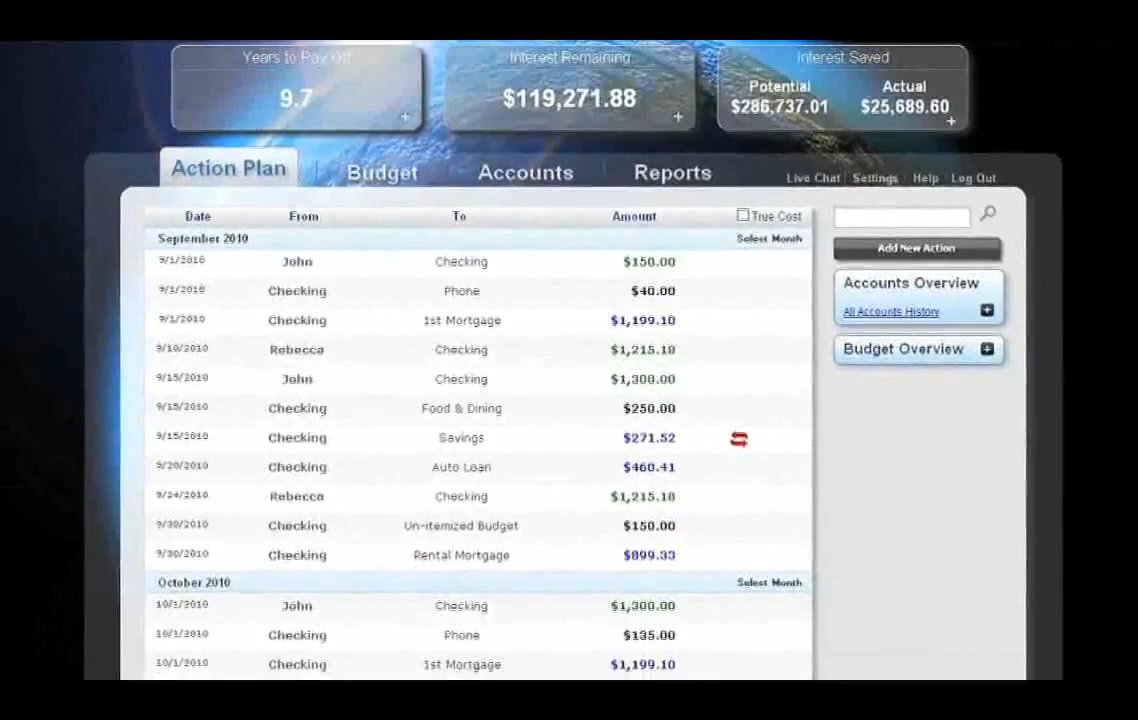 Years to Pay Off Interest Remaining Interest Saved
Potential Actual
9.7 $119,271.88 $286,737.01 $25,689.60
+ + +
Action Plan Budget Accounts Reports Live Chat Settings Help Log Out
Date From To Amount True Cost
September 2010 Select Month
9/1/2010 John Checking $150.00
9/1/2010 Checking Phone $40.00
9/1/2010 Checking 1st Mortgage $1,199.10
9/10/2010 Rebecca Checking $1,215.18
9/15/2010 John Checking $1,300.00
9/15/2010 Checking Food & Dining $250.00
9/15/2010 Checking Savings $271.52
9/20/2010 Checking Auto Loan $460.41
9/24/2010 Rebecca Checking $1,215.18
9/30/2010 Checking Un-itemized Budget $150.00
9/30/2010 Checking Rental Mortgage $899.33
October 2010 Select Month
10/1/2010 John Checking $1,300.00
10/1/2010 Checking Phone $135.00
10/1/2010 Checking 1st Mortgage $1,199.10
Add New Action
Accounts Overview
All Accounts History
Budget Overview